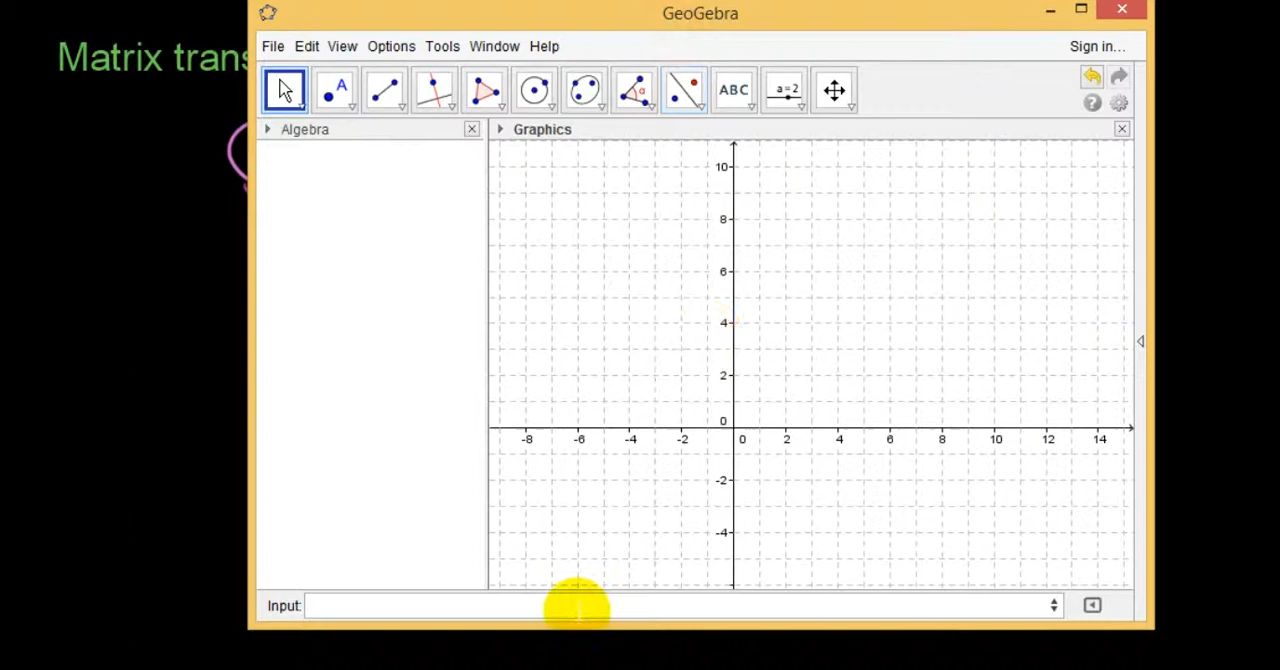 GeoGebra
Matrix trans
File Edit View Options Tools Window Help Sign in...
A α ABC a=2
Algebra Graphics
10
8
6
4
2
0
-8 -6 -4 -2 0 2 4 6 8 10 12 14
-2
-4
Input: